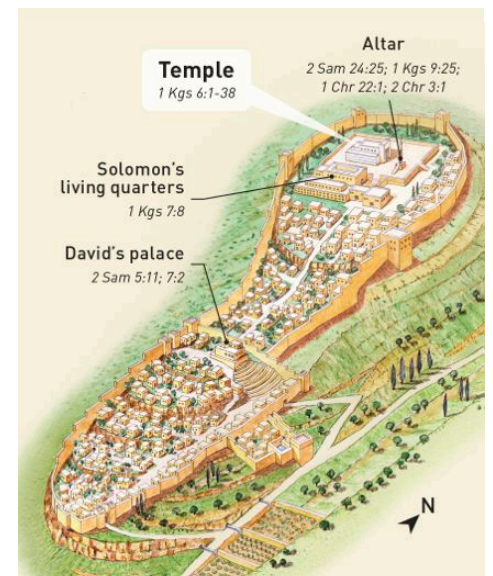 Altar
2 Sam 24:25; 1 Kgs 9:25;
1 Chr 22:1; 2 Chr 3:1
Temple
1 Kgs 6:1-38
Solomon's
living quarters
1 Kgs 7:8
David's palace
2 Sam 5:11; 7:2
N